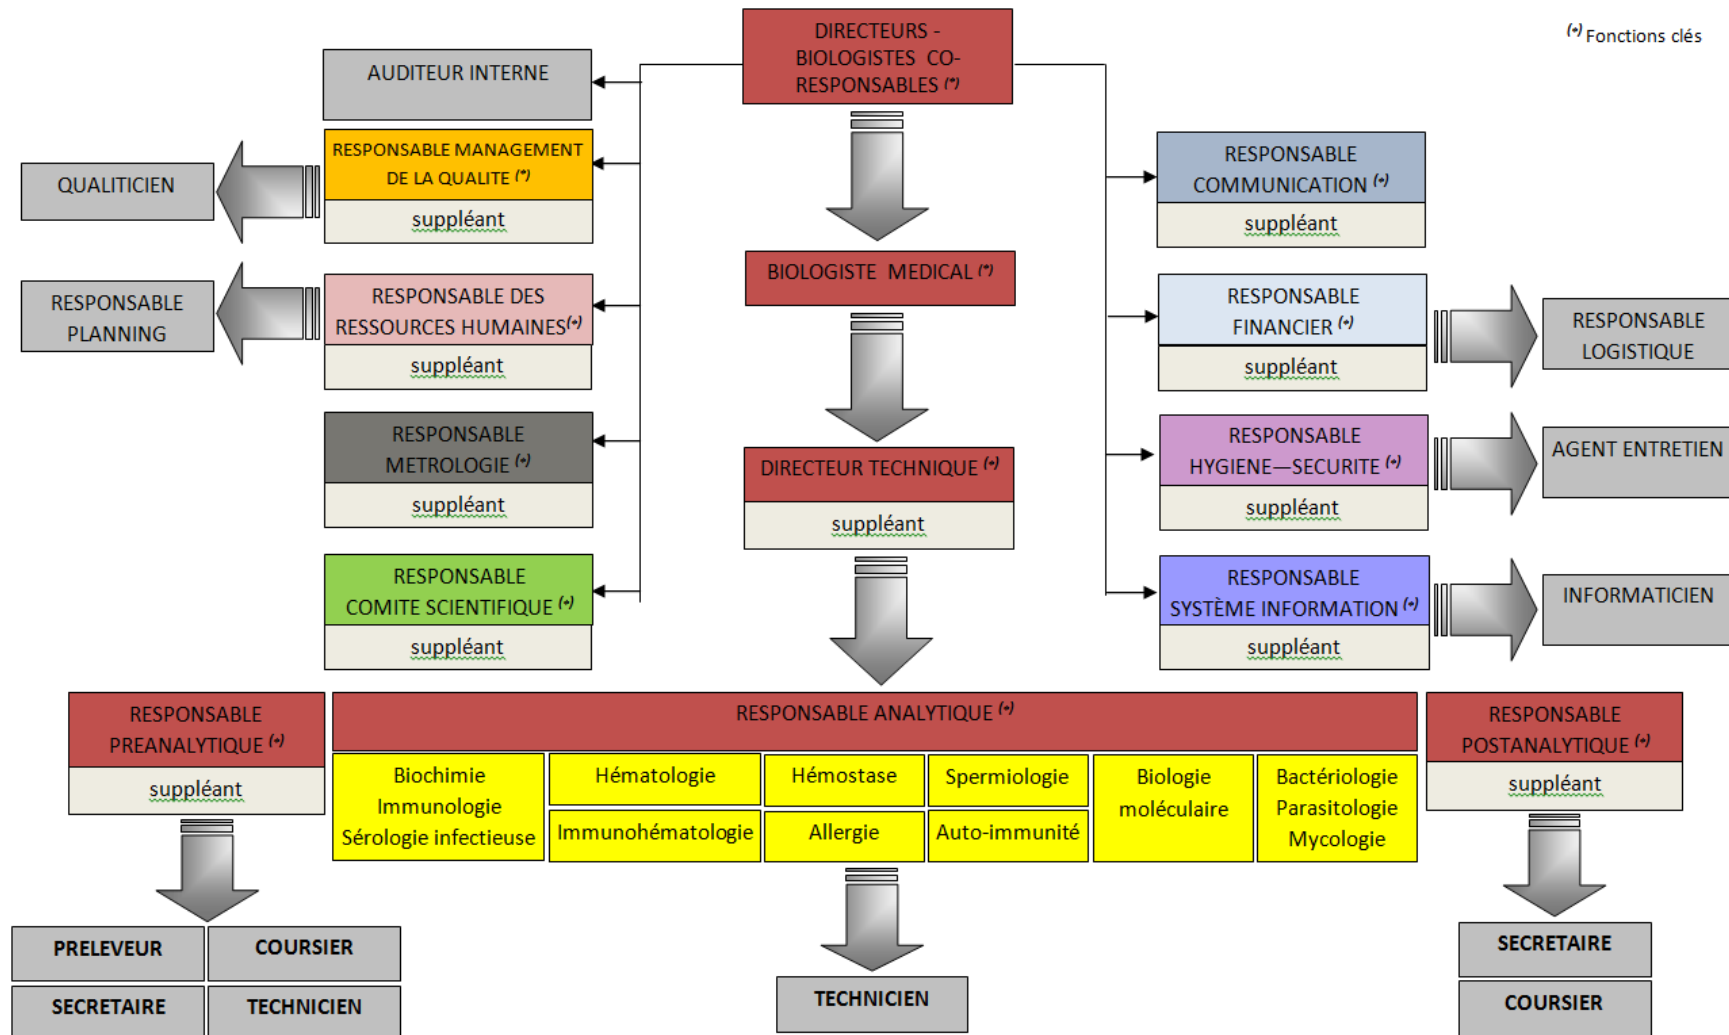 DIRECTEURS -
BIOLOGISTES CO-
RESPONSABLES (*)
(*) Fonctions clés
AUDITEUR INTERNE
QUALITICIEN
RESPONSABLE MANAGEMENT
DE LA QUALITE (*)
suppléant
RESPONSABLE
COMMUNICATION (*)
suppléant
RESPONSABLE
PLANNING
RESPONSABLE DES
RESSOURCES HUMAINES(*)
suppléant
BIOLOGISTE MEDICAL (*)
RESPONSABLE
FINANCIER (*)
suppléant
RESPONSABLE
LOGISTIQUE
RESPONSABLE
METROLOGIE (*)
suppléant
DIRECTEUR TECHNIQUE (*)
suppléant
RESPONSABLE
HYGIENE—SECURITE (*)
suppléant
AGENT ENTRETIEN
RESPONSABLE
COMITE SCIENTIFIQUE (*)
suppléant
RESPONSABLE
SYSTÈME INFORMATION (*)
suppléant
INFORMATICIEN
RESPONSABLE
PREANALYTIQUE (*)
suppléant
RESPONSABLE ANALYTIQUE (*)
Biochimie
Immunologie
Sérologie infectieuse
Hématologie
Immunohématologie
Hémostase
Allergie
Spermiologie
Auto-immunité
Biologie
moléculaire
Bactériologie
Parasitologie
Mycologie
RESPONSABLE
POSTANALYTIQUE (*)
suppléant
PRELEVEUR
COURSIER
SECRETAIRE
TECHNICIEN
TECHNICIEN
SECRETAIRE
COURSIER